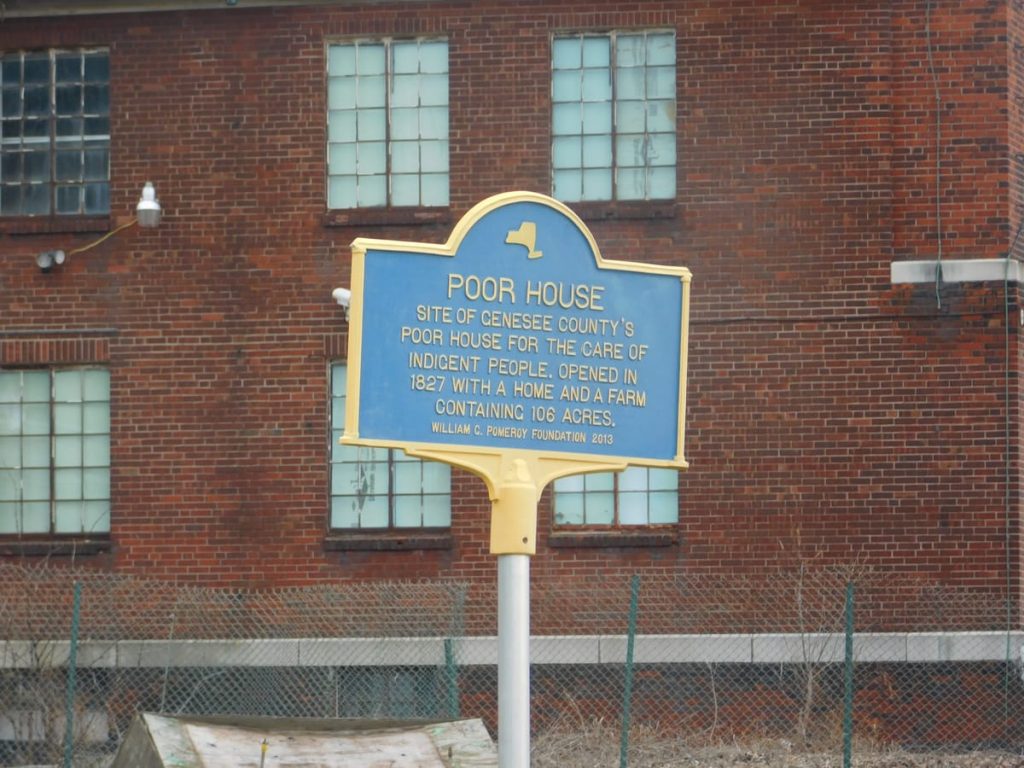 POOR HOUSE
SITE OF GENESEE COUNTY'S
POOR HOUSE FOR THE CARE OF
INDIGENT PEOPLE. OPENED IN
1827 WITH A HOME AND A FARM
CONTAINING 106 ACRES.
WILLIAM G. POMEROY FOUNDATION 2013